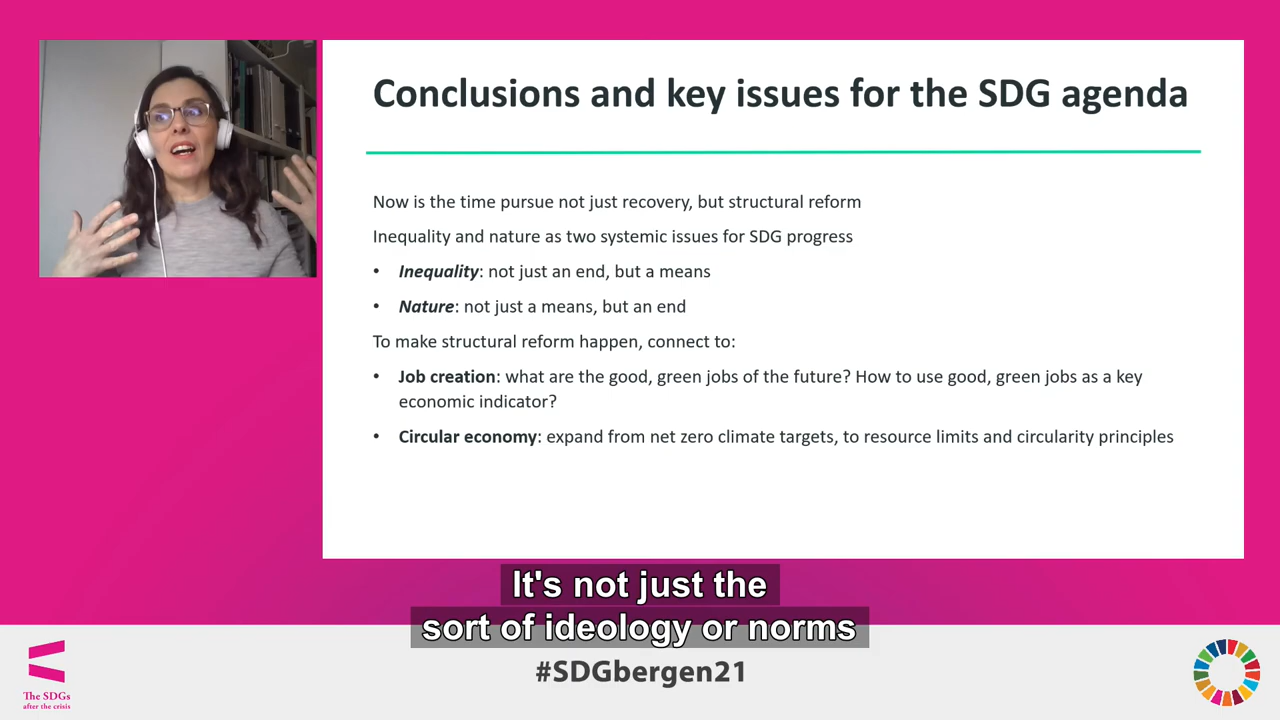 Conclusions and key issues for the SDG agenda
Now is the time pursue not just recovery, but structural reform
Inequality and nature as two systemic issues for SDG progress
• Inequality: not just an end, but a means
• Nature: not just a means, but an end
To make structural reform happen, connect to:
• Job creation: what are the good, green jobs of the future? How to use good, green jobs as a key
economic indicator?
• Circular economy: expand from net zero climate targets, to resource limits and circularity principles
It's not just the
sort of ideology or norms
#SDGbergen21
The SDGs
after the crisis